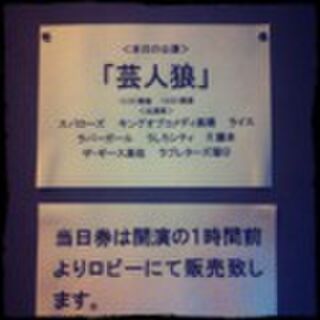 <本日の公演>
「芸人狼」
<出演者>
スパローズ キングオブコメディ高橋 ライス
ラバーガール うしろシティ
ザ・ギース高佐 ラブレターズ塚本
当日券は開演の1時間前
よりロビーにて販売致し
ます。